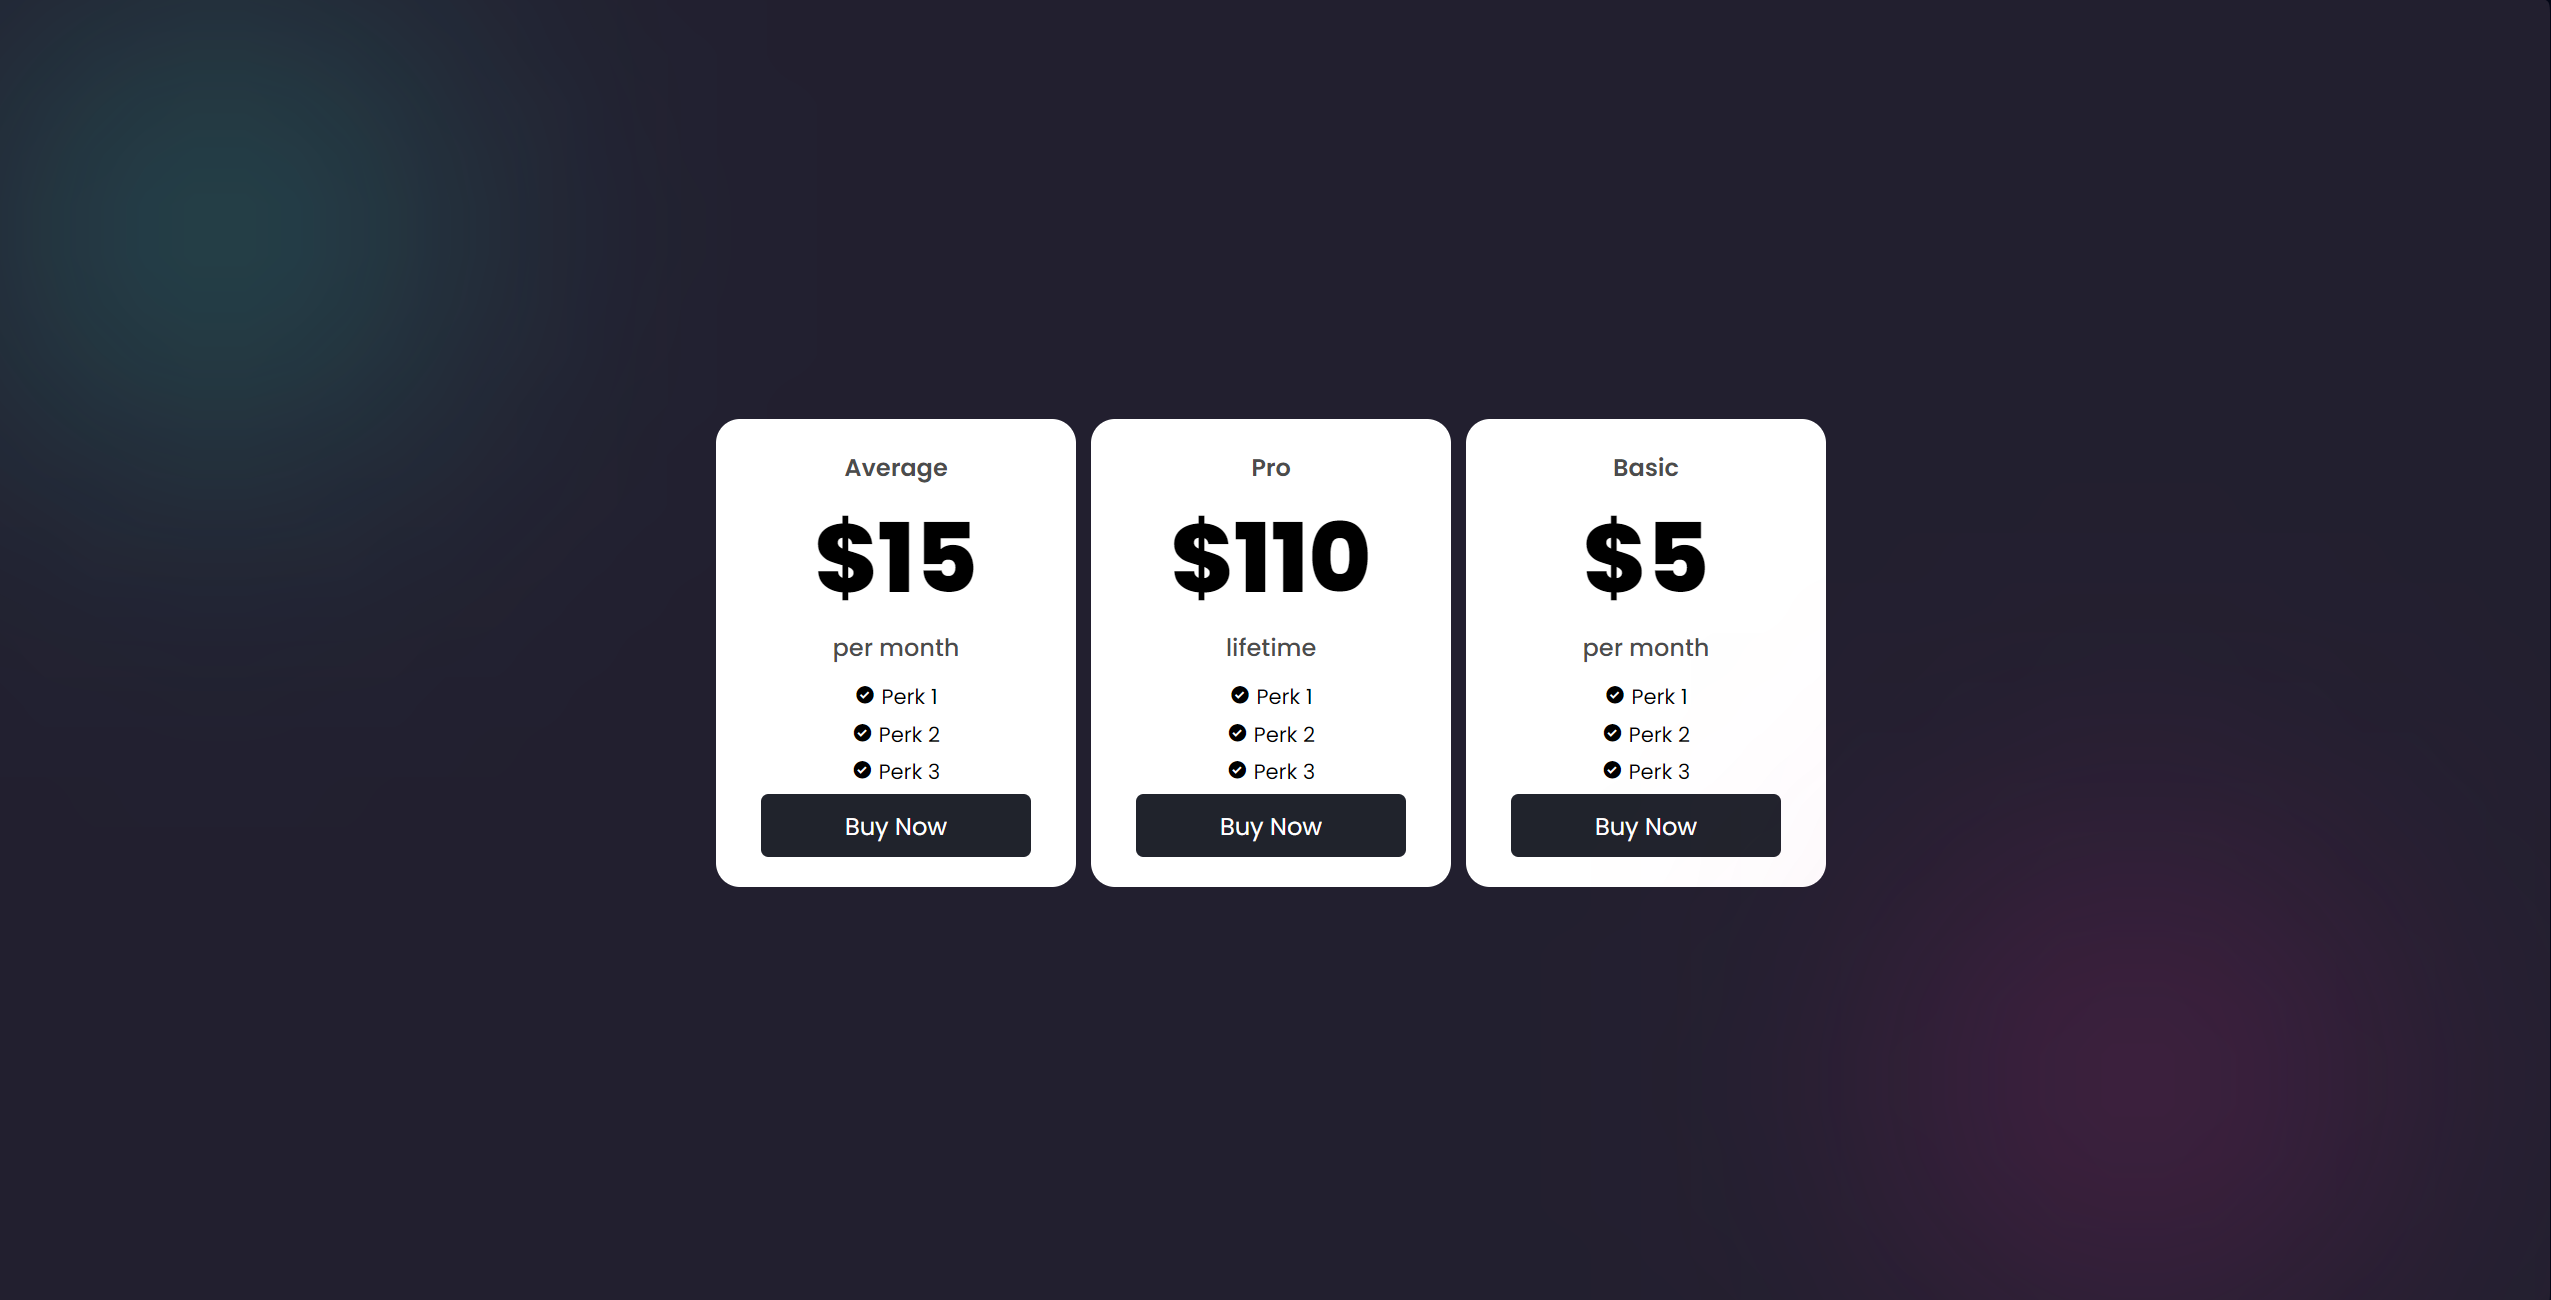 Average
$15
per month
Perk 1
Perk 2
Perk 3
Buy Now
Pro
$110
lifetime
Perk 1
Perk 2
Perk 3
Buy Now
Basic
$5
per month
Perk 1
Perk 2
Perk 3
Buy Now